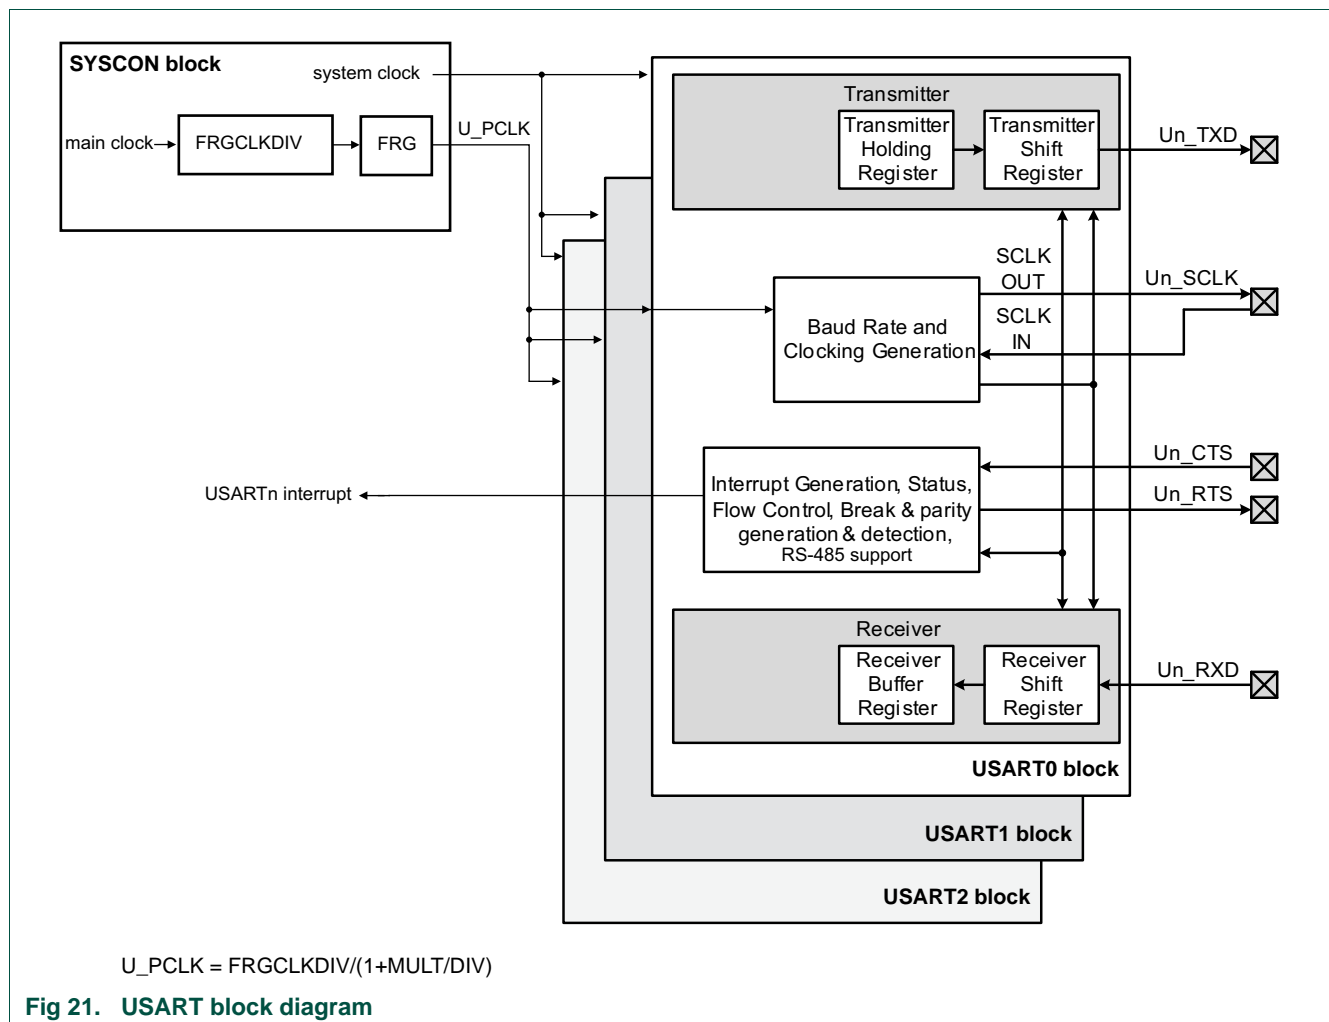 SYSCON block
system clock
main clock
FRGCLKDIV
FRG
U_PCLK
Transmitter
Transmitter
Holding
Register
Transmitter
Shift
Register
Un_TXD
SCLK
OUT
Un_SCLK
Baud Rate and
Clocking Generation
SCLK
IN
Un_CTS
Un_RTS
USARTn interrupt
Interrupt Generation, Status,
Flow Control, Break & parity
generation & detection,
RS-485 support
Receiver
Receiver
Buffer
Register
Receiver
Shift
Register
Un_RXD
USART0 block
USART1 block
USART2 block
U_PCLK = FRGCLKDIV/(1+MULT/DIV)
Fig 21. USART block diagram